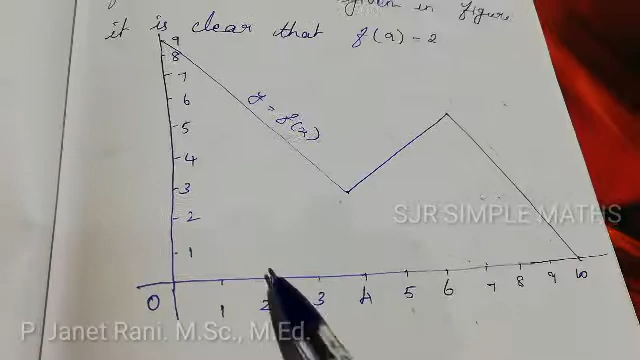 given in figure
it is clear that f(9) = 2
9
8
7
6
5
4
3
2
1
y = f(x)
SJR SIMPLE MATHS
0 1 2 3 4 5 6 7 8 9 10
P Janet Rani. M.Sc., M.Ed.